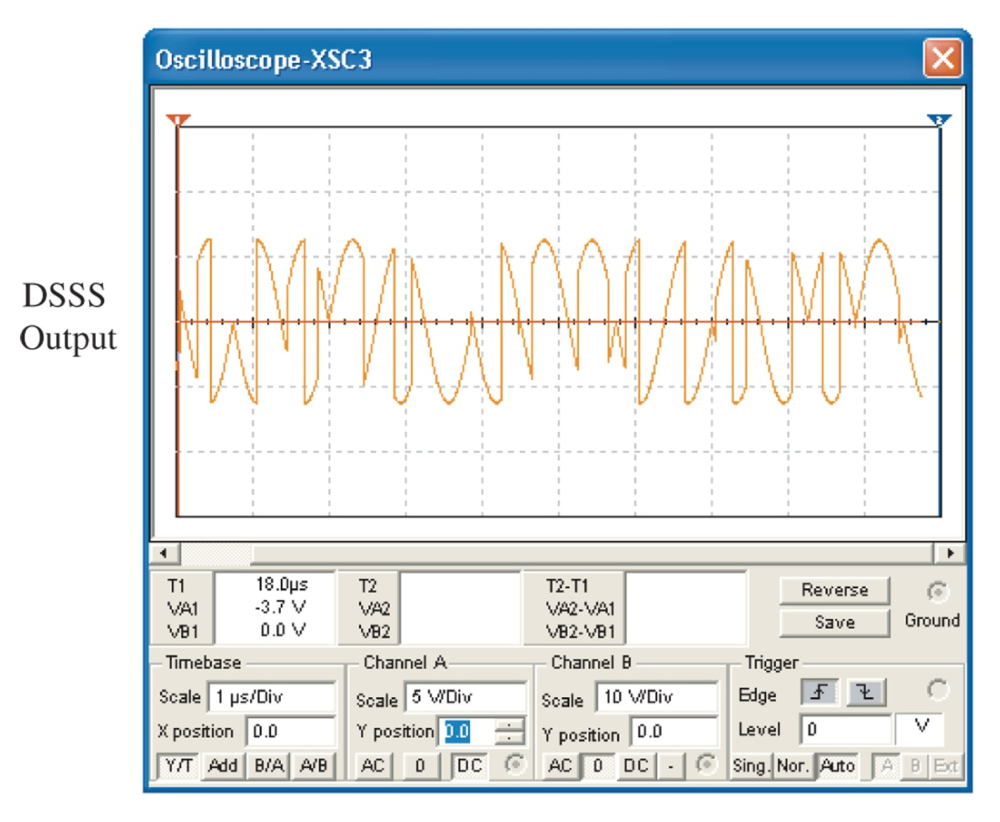 Oscilloscope-XSC3
1
2
DSSS
Output
T1 18.0µs T2 T2-T1 Reverse
VA1 -3.7 V VA2 VA2-VA1
VB1 0.0 V VB2 VB2-VB1 Save Ground
Timebase Channel A Channel B Trigger
Scale 1 µs/Div Scale 5 V/Div Scale 10 V/Div Edge
X position 0.0 Y position 0.0 Y position 0.0 Level 0 V
Y/T Add B/A A/B AC 0 DC AC 0 DC - Sing. Nor. Auto A B Ext